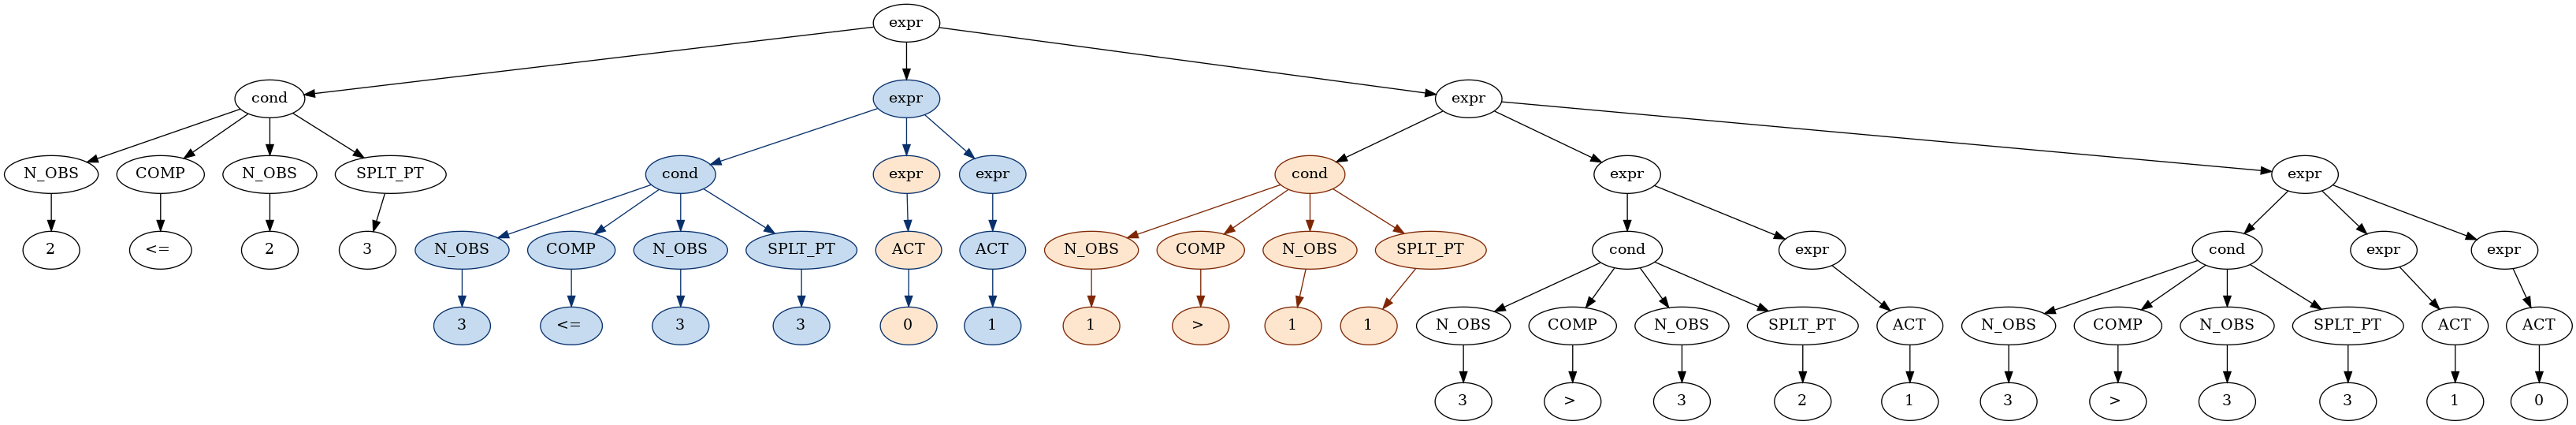 expr
cond expr expr
N_OBS COMP N_OBS SPLT_PT cond expr expr cond expr expr
2 <= 2 3 N_OBS COMP N_OBS SPLT_PT ACT ACT N_OBS COMP N_OBS SPLT_PT cond expr cond expr expr
3 <= 3 3 0 1 1 > 1 1 N_OBS COMP N_OBS SPLT_PT ACT N_OBS COMP N_OBS SPLT_PT ACT ACT
3 > 3 2 1 3 > 3 3 1 0